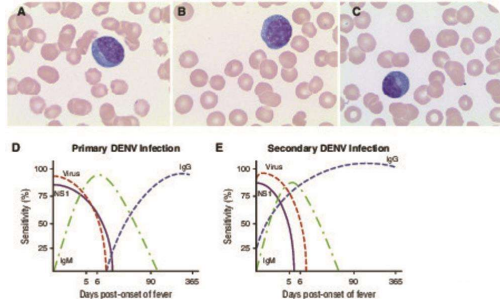 A
B
C
D
Primary DENV Infection
Sensitivity (%)
100
75
50
25
Virus
NS1
IgM
IgG
5 6
90
365
Days post-onset of fever
E
Secondary DENV Infection
Sensitivity (%)
100
75
50
25
Virus
NS1
IgM
IgG
5 6
90
365
Days post-onset of fever